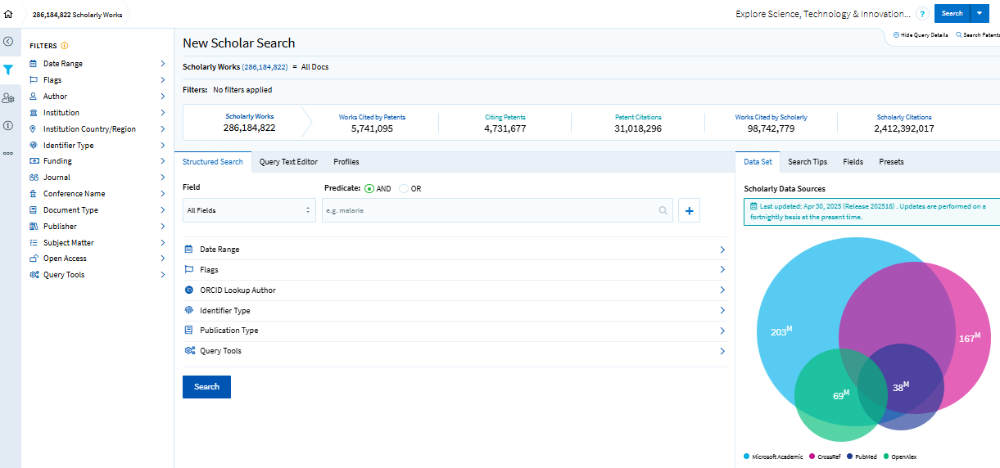 286,184,822 Scholarly Works
Explore Science, Technology & Innovation...
?
Search
Hide Query Details
Search Patents
FILTERS
Date Range
Flags
Author
Institution
Institution Country/Region
Identifier Type
Funding
Journal
Conference Name
Document Type
Publisher
Subject Matter
Open Access
Query Tools
New Scholar Search
Scholarly Works (286,184,822) = All Docs
Filters: No filters applied
Scholarly Works
286,184,822
Works Cited by Patents
5,741,095
Citing Patents
4,731,677
Patent Citations
31,018,296
Works Cited by Scholarly
98,742,779
Scholarly Citations
2,412,392,017
Structured Search
Query Text Editor
Profiles
Field
Predicate: AND OR
All Fields
e.g. malaria
+
Date Range
Flags
ORCID Lookup Author
Identifier Type
Publication Type
Query Tools
Search
Data Set
Search Tips
Fields
Presets
Scholarly Data Sources
Last updated: Apr 30, 2025 (Release 202518) . Updates are performed on a
fortnightly basis at the present time.
203M
167M
38M
69M
Microsoft Academic
CrossRef
PubMed
OpenAlex